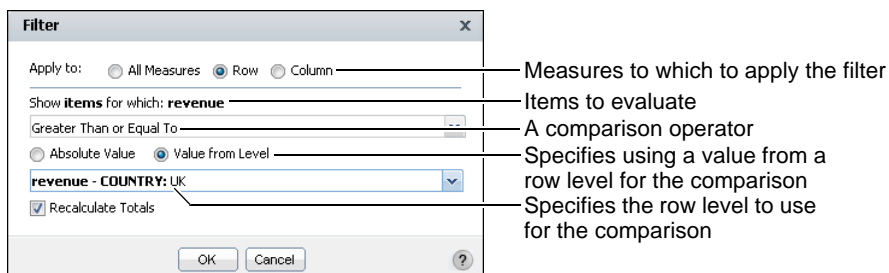 Filter
x
Apply to: All Measures Row Column
Measures to which to apply the filter
Show items for which: revenue
Items to evaluate
Greater Than or Equal To
A comparison operator
Absolute Value Value from Level
Specifies using a value from a
row level for the comparison
revenue - COUNTRY: UK
Specifies the row level to use
for the comparison
Recalculate Totals
OK Cancel ?